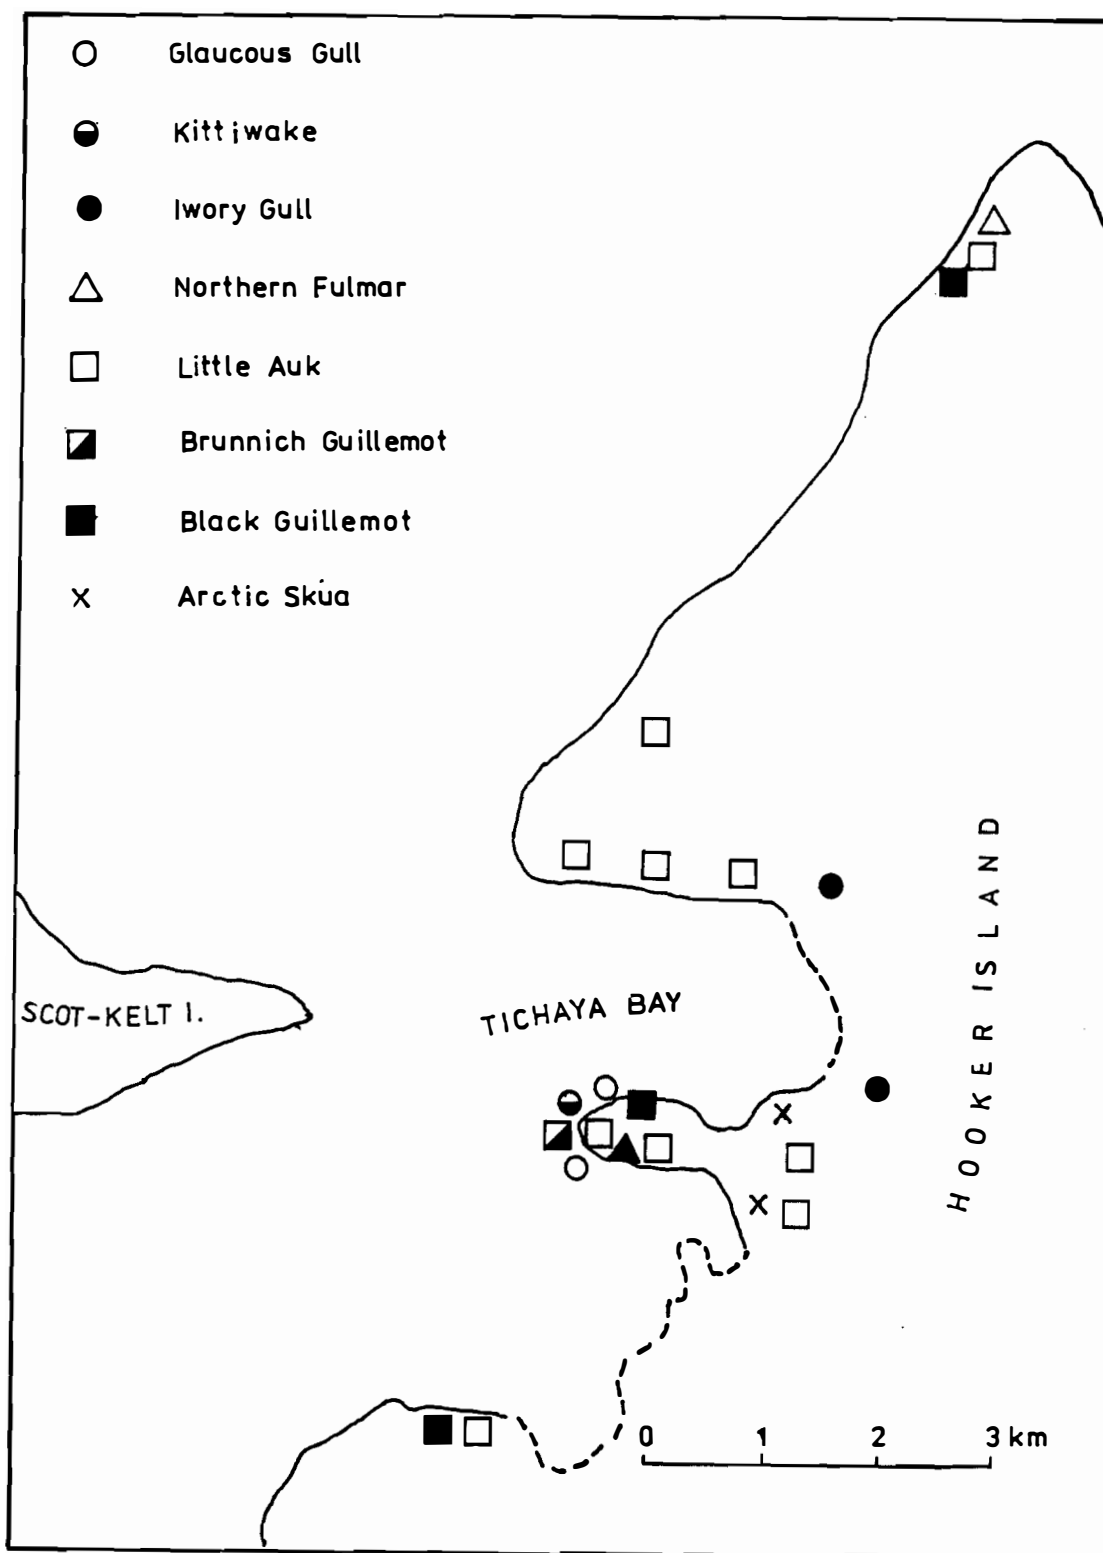 Glaucous Gull
Kittiwake
Iwory Gull
Northern Fulmar
Little Auk
Brunnich Guillemot
Black Guillemot
Arctic Skua
HOOKER ISLAND
SCOT-KELT I.
TICHAYA BAY
0 1 2 3 km